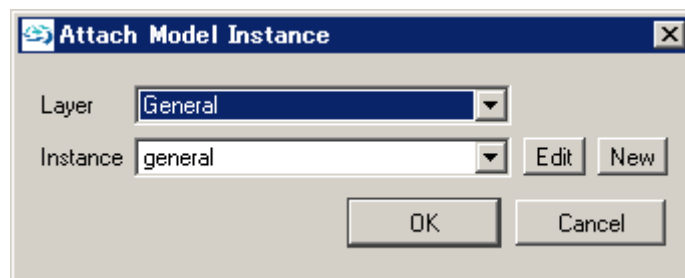 Attach Model Instance
Layer General
Instance general Edit New
OK Cancel